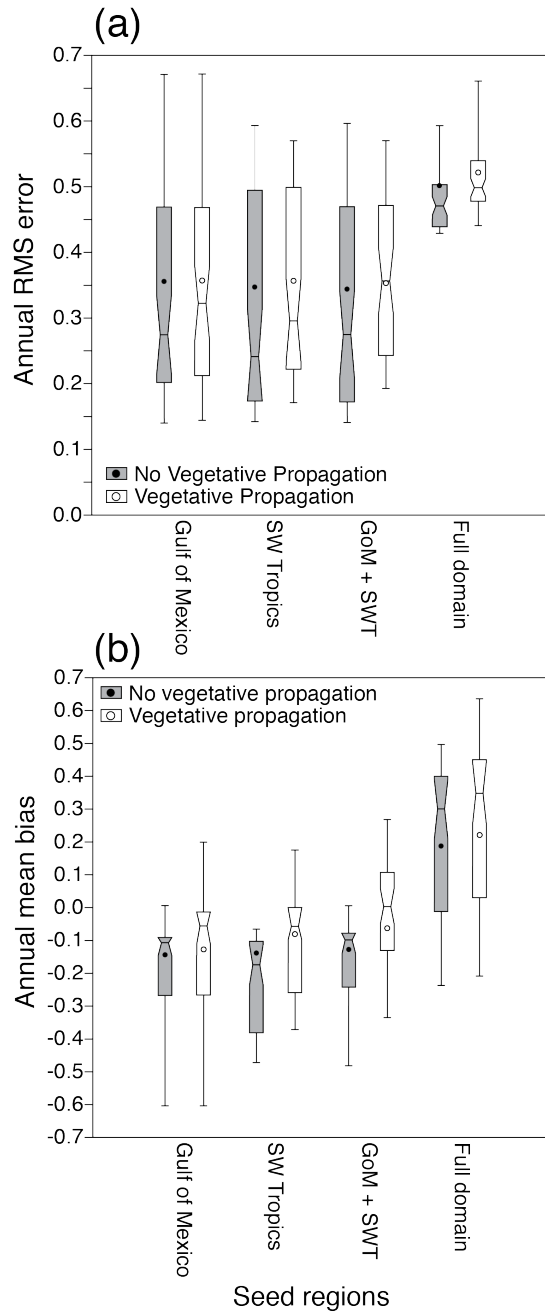 (a)
0.7
0.6
0.5
0.4
0.3
0.2
0.1
0.0
Annual RMS error
No Vegetative Propagation
Vegetative Propagation
Gulf of Mexico
SW Tropics
GoM + SWT
Full domain
(b)
0.7
0.6
0.5
0.4
0.3
0.2
0.1
0.0
-0.1
-0.2
-0.3
-0.4
-0.5
-0.6
-0.7
Annual mean bias
No vegetative propagation
Vegetative propagation
Gulf of Mexico
SW Tropics
GoM + SWT
Full domain
Seed regions